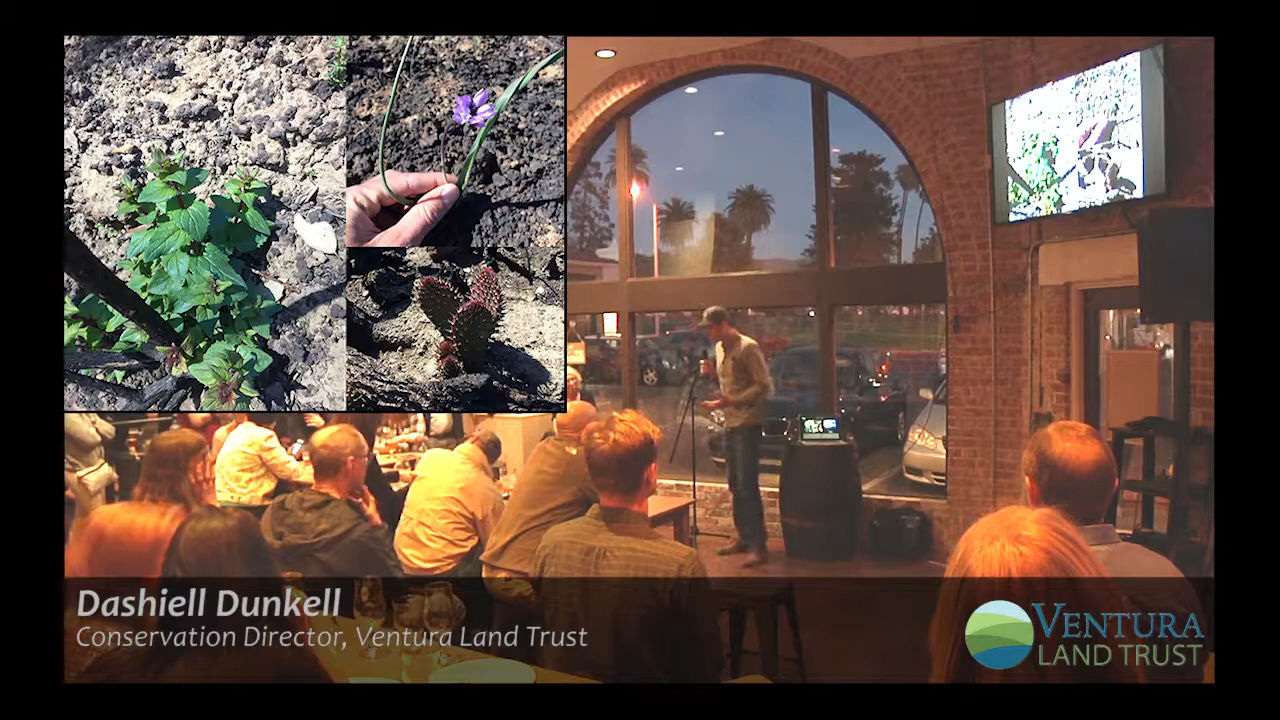 Dashiell Dunkell
Conservation Director, Ventura Land Trust
VENTURA
LAND TRUST